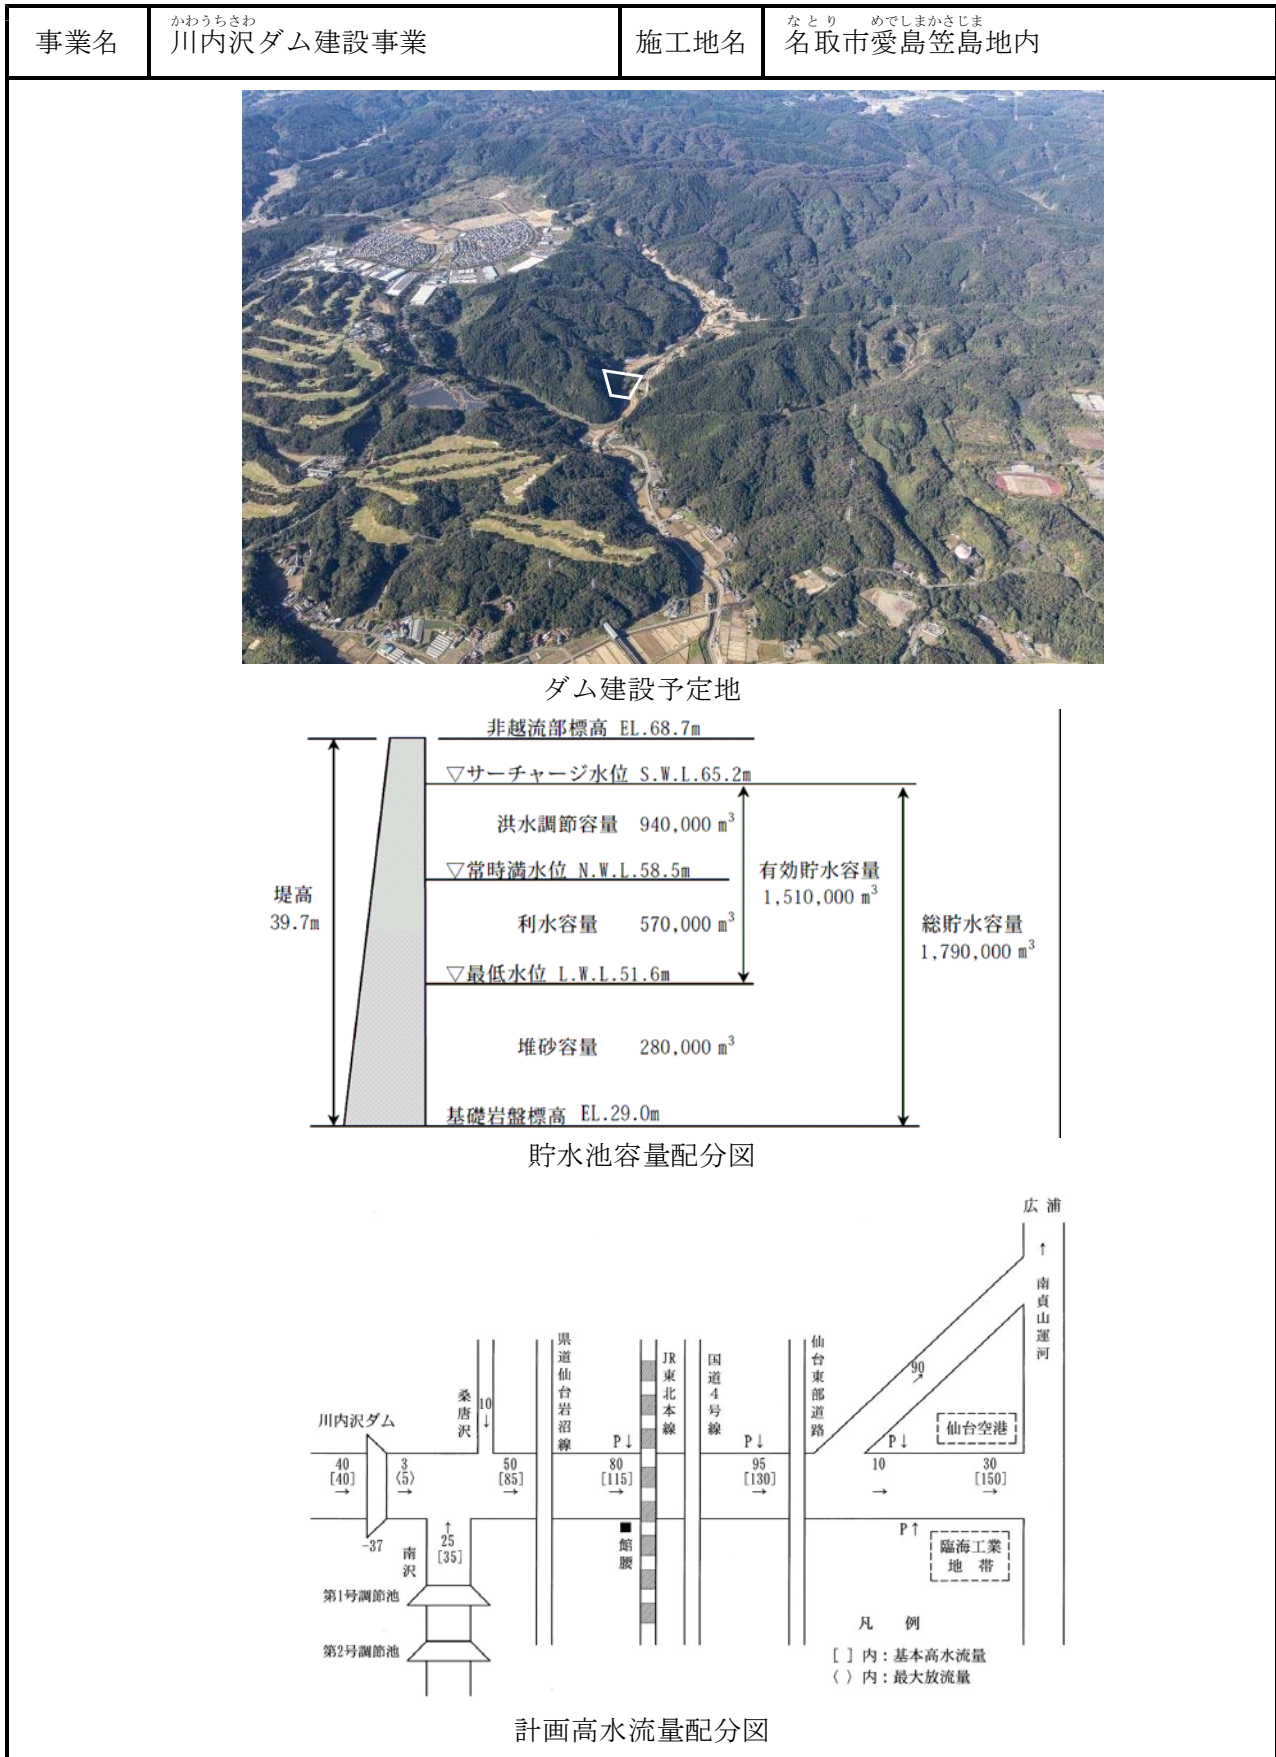 事業名
かわうちさわ
川内沢ダム建設事業
施工地名
なとり めでしまかさじま
名取市愛島笠島地内
ダム建設予定地
非越流部標高 EL.68.7m
▽サーチャージ水位 S.W.L.65.2m
洪水調節容量 940,000 m³
▽常時満水位 N.W.L.58.5m
有効貯水容量
1,510,000 m³
堤高
39.7m
利水容量 570,000 m³
総貯水容量
1,790,000 m³
▽最低水位 L.W.L.51.6m
堆砂容量 280,000 m³
基礎岩盤標高 EL.29.0m
貯水池容量配分図
広浦
↑
南貞山運河
県道仙台岩沼線
JR東北本線
国道4号線
仙台東部道路
90
→
桑唐沢
10
↓
川内沢ダム
P↓
P↓
P↓
仙台空港
40
[40]
→
3
〈5〉
→
50
[85]
→
80
[115]
→
95
[130]
→
10
→
30
[150]
→
-37
南沢
↑
25
[35]
■
館腰
P↑
臨海工業
地帯
第1号調節池
第2号調節池
凡例
[ ]内：基本高水流量
〈 〉内：最大放流量
計画高水流量配分図